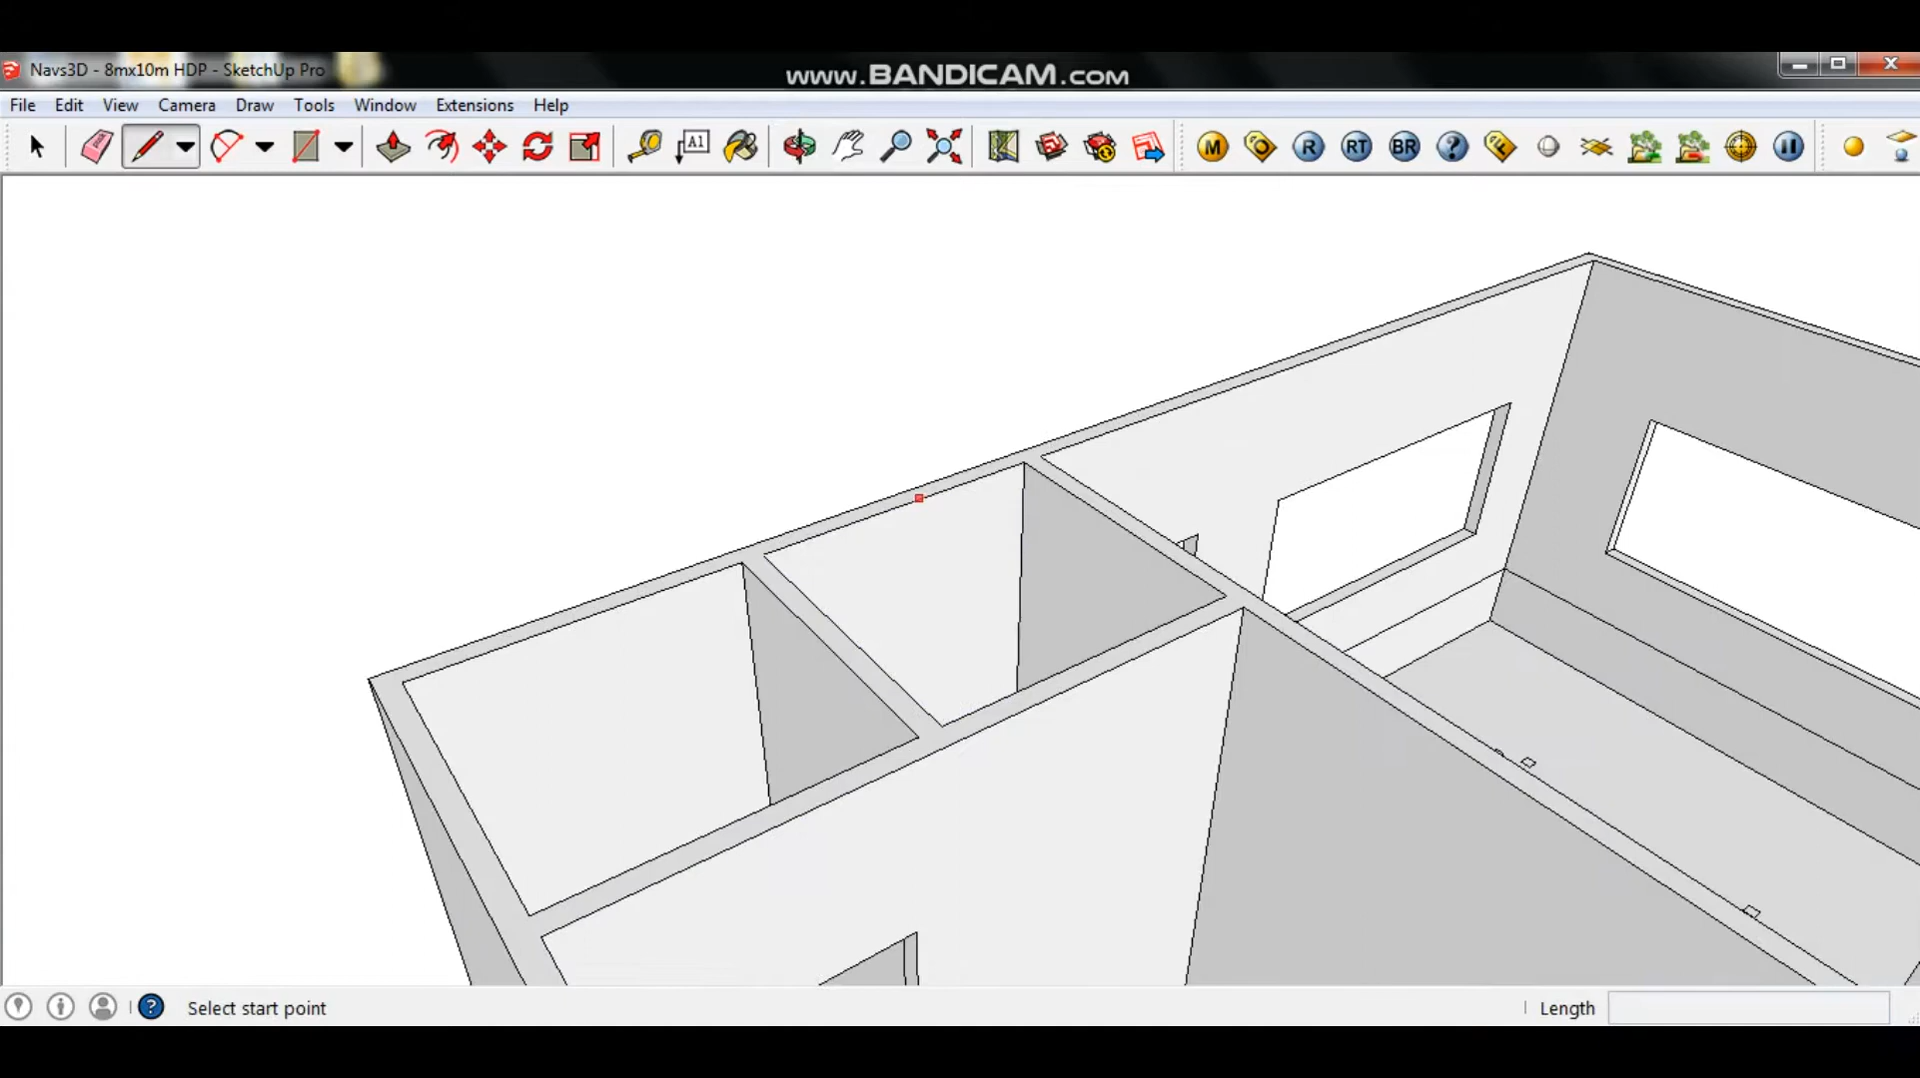 Navs3D - 8mx10m HDP - SketchUp Pro
www.BANDICAM.com
File Edit View Camera Draw Tools Window Extensions Help
A1 M O R RT BR ? F
? Select start point
Length